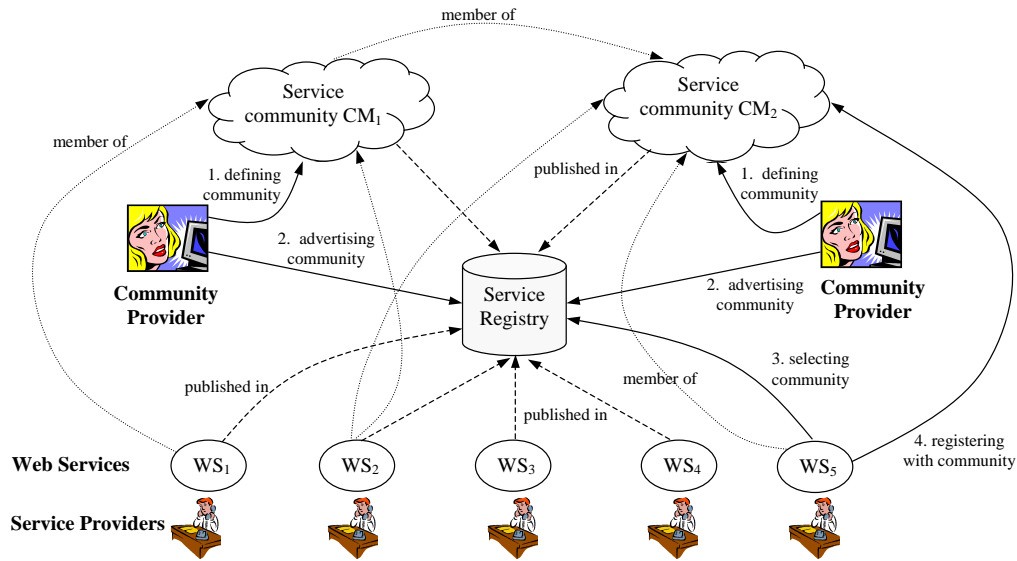 member of
Service
community CM₁
Service
community CM₂
member of
published in
1. defining
community
1. defining
community
2. advertising
community
Community
Provider
Service
Registry
2. advertising
community
Community
Provider
3. selecting
community
published in
member of
published in
4. registering
with community
Web Services
WS₁
WS₂
WS₃
WS₄
WS₅
Service Providers